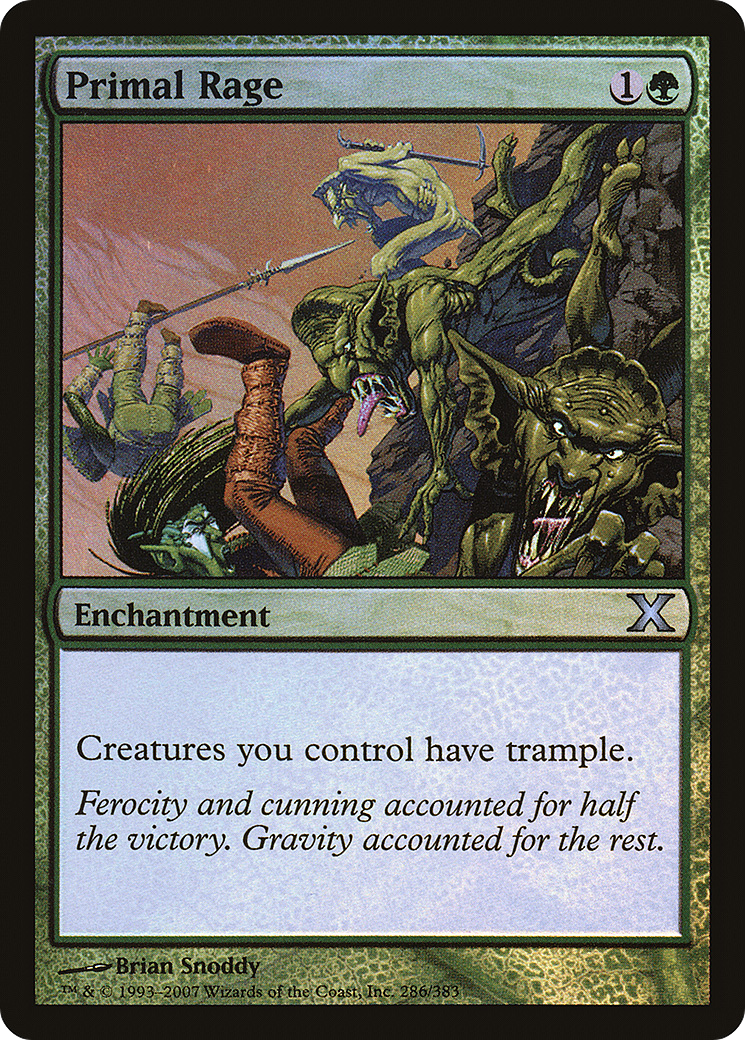 Primal Rage 1
Enchantment X
Creatures you control have trample.
Ferocity and cunning accounted for half
the victory. Gravity accounted for the rest.
Brian Snoddy
™ & © 1993–2007 Wizards of the Coast, Inc. 286/383